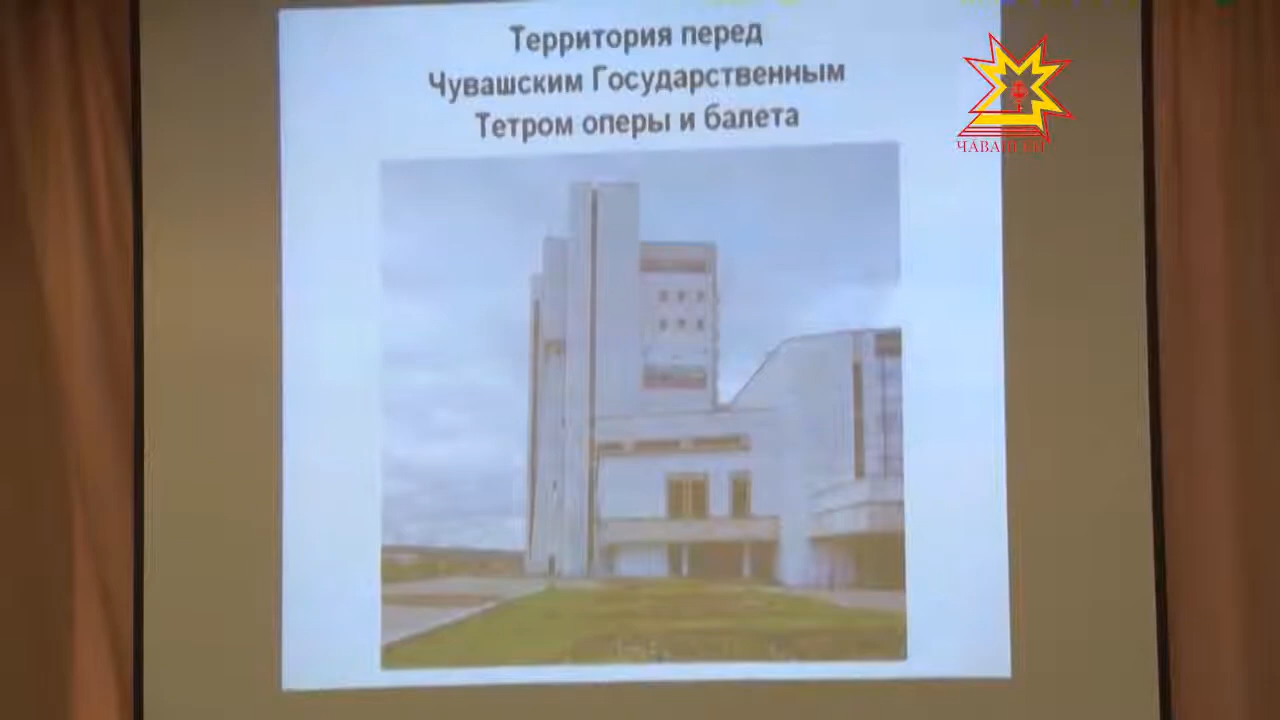 Территория перед
Чувашским Государственным
Тетром оперы и балета